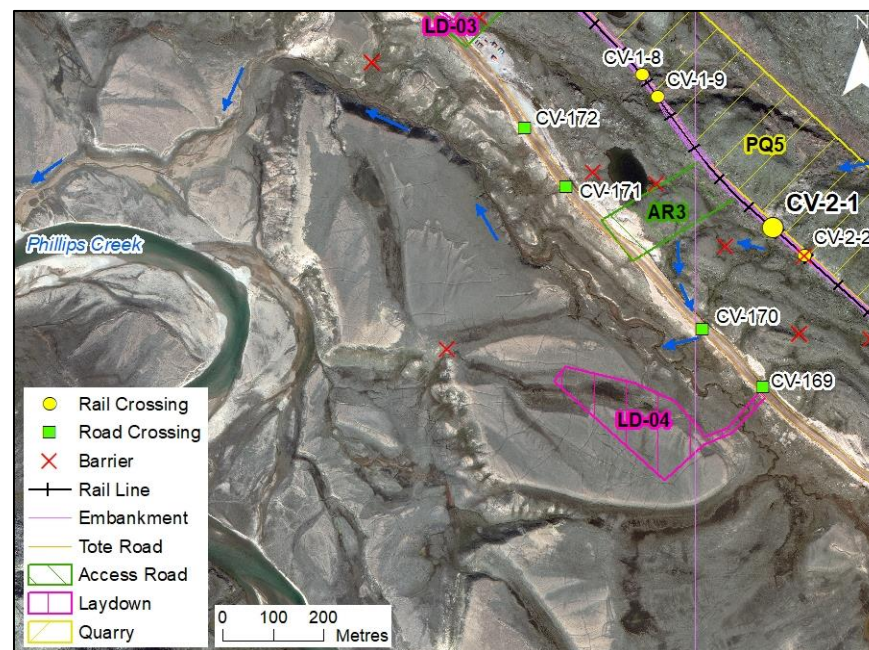 LD-03
N
CV-1-8
CV-1-9
CV-172
PQ5
CV-171
AR3
CV-2-1
Phillips Creek
CV-2-2
CV-170
CV-169
LD-04
Rail Crossing
Road Crossing
Barrier
Rail Line
Embankment
Tote Road
Access Road
Laydown
Quarry
0 100 200
Metres